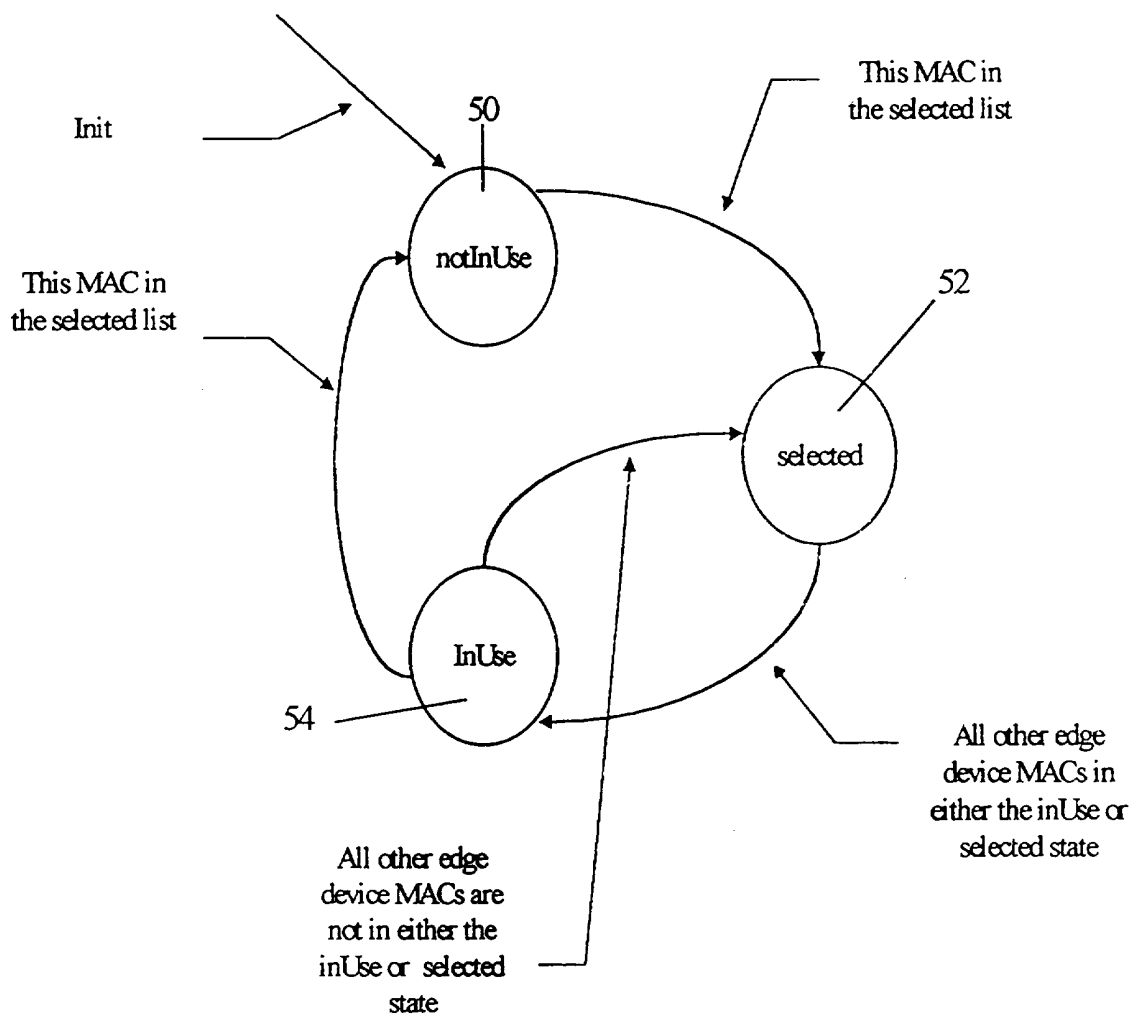 This MAC in
the selected list
50
Init
notInUse
This MAC in
the selected list
52
selected
InUse
54
All other edge
device MACs in
either the inUse or
selected state
All other edge
device MACs are
not in either the
inUse or selected
state